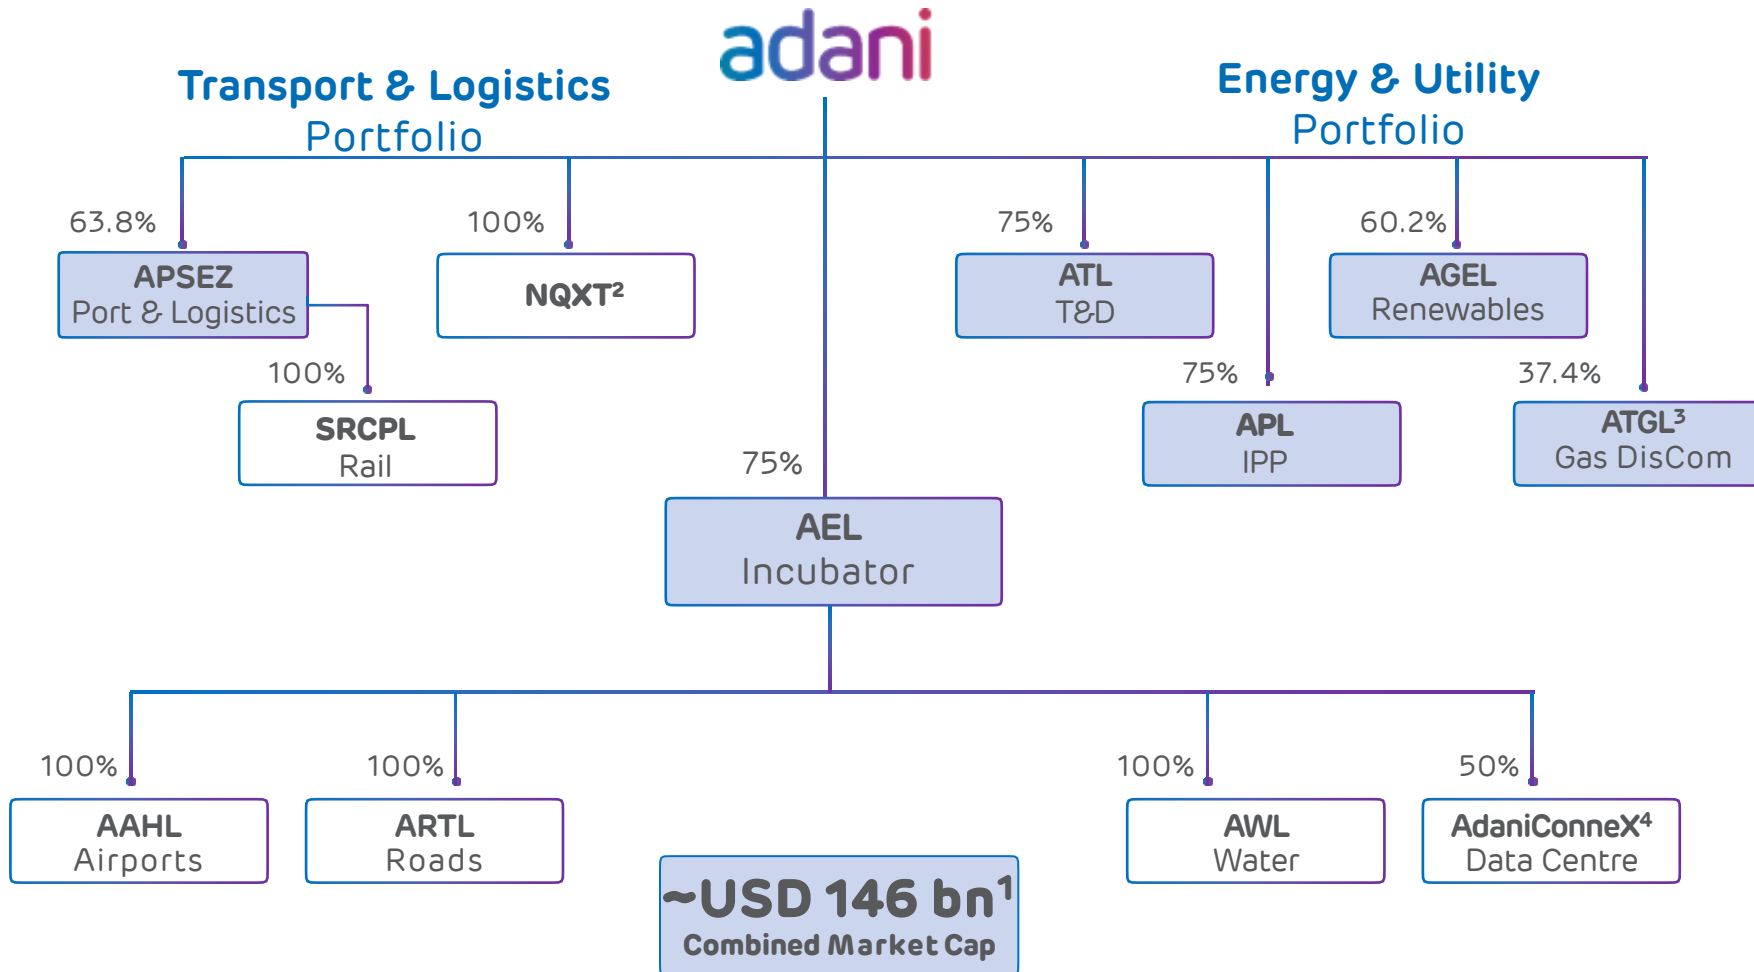 adani
Transport & Logistics
Portfolio
Energy & Utility
Portfolio
63.8%
APSEZ
Port & Logistics
100%
NQXT²
75%
ATL
T&D
60.2%
AGEL
Renewables
100%
SRCPL
Rail
75%
APL
IPP
37.4%
ATGL³
Gas DisCom
75%
AEL
Incubator
100%
AAHL
Airports
100%
ARTL
Roads
100%
AWL
Water
50%
AdaniConneX⁴
Data Centre
~USD 146 bn¹
Combined Market Cap